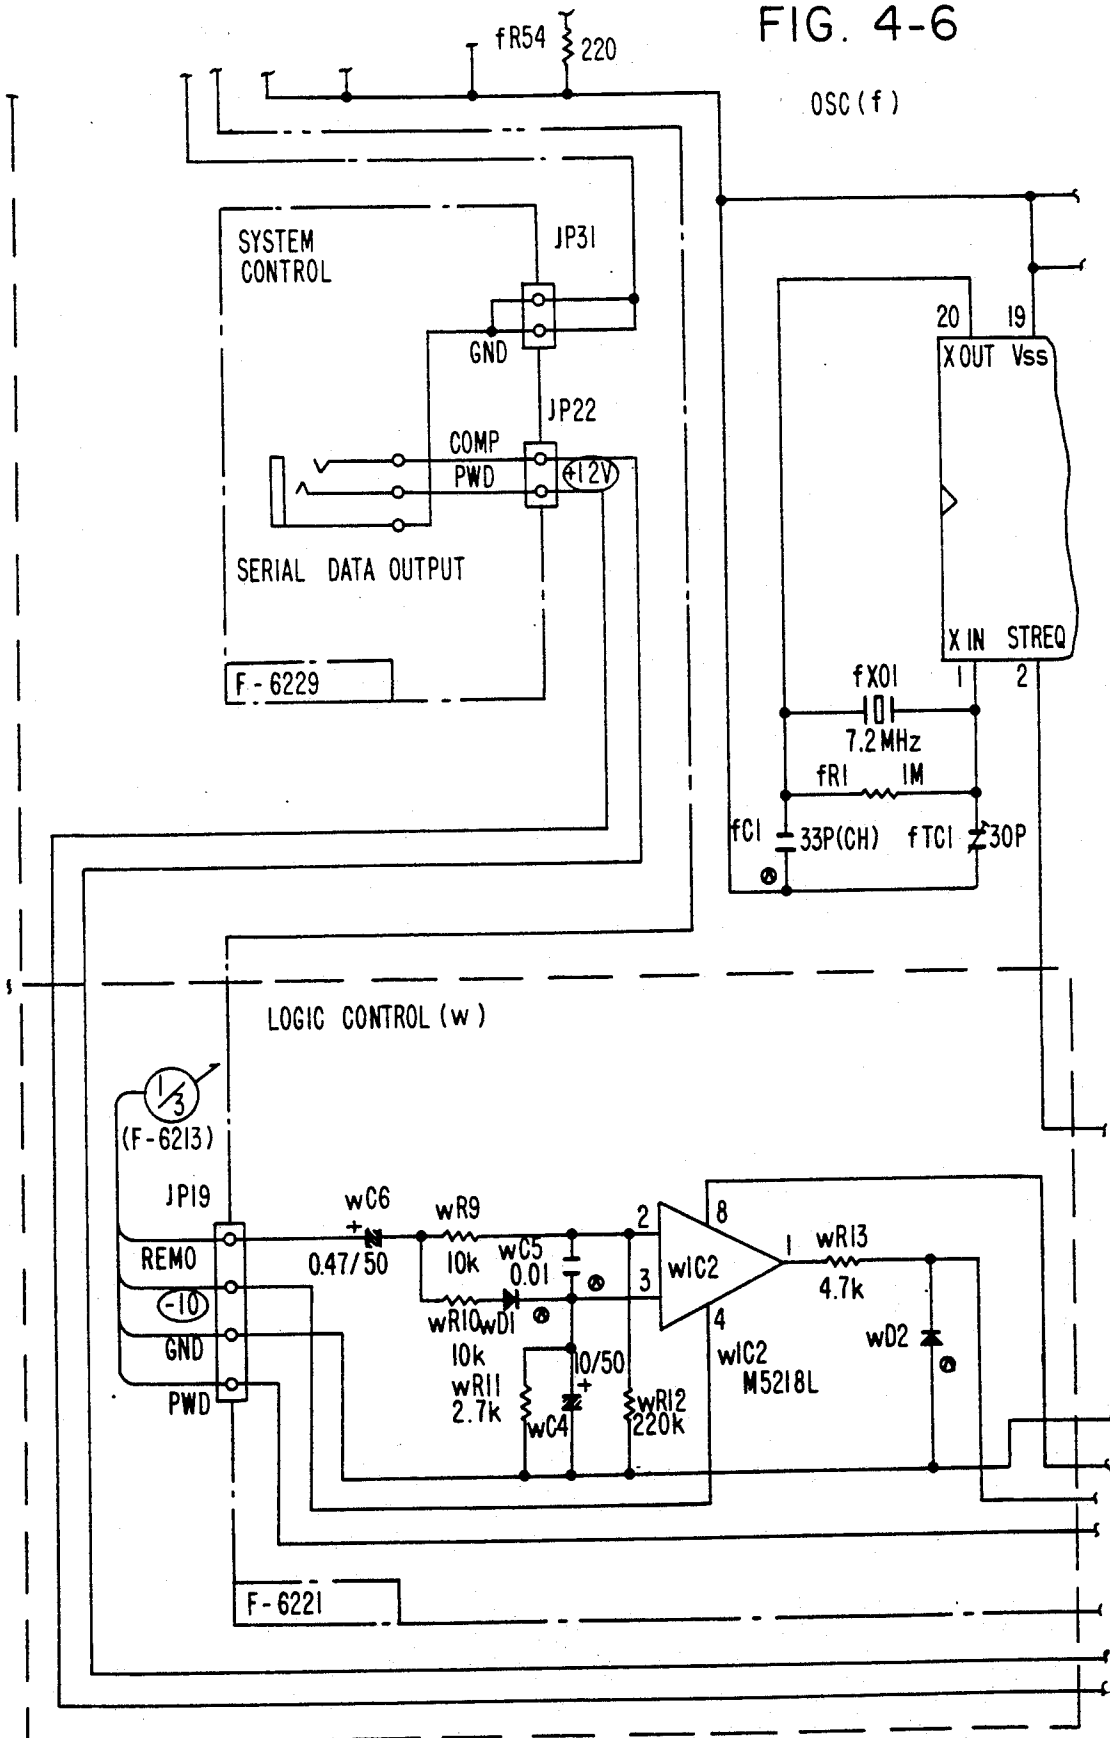 FIG. 4-6
fR54
220
OSC(f)
SYSTEM
CONTROL
JP31
GND
20
19
X OUT
Vss
JP22
COMP
PWD
+12V
SERIAL DATA OUTPUT
X IN
STREQ
1
2
F-6229
fX01
7.2MHz
fR1
1M
fC1
33P(CH)
fTC1
30P
LOGIC CONTROL (w)
1/3
(F-6213)
JP19
REMO
-10
GND
PWD
wC6
+
0.47/50
wR9
10k
wC5
0.01
wR10
10k
wD1
wR11
2.7k
10/50
+
wC4
wR12
220k
2
3
8
1
4
wIC2
wIC2
M5218L
wR13
4.7k
wD2
F-6221